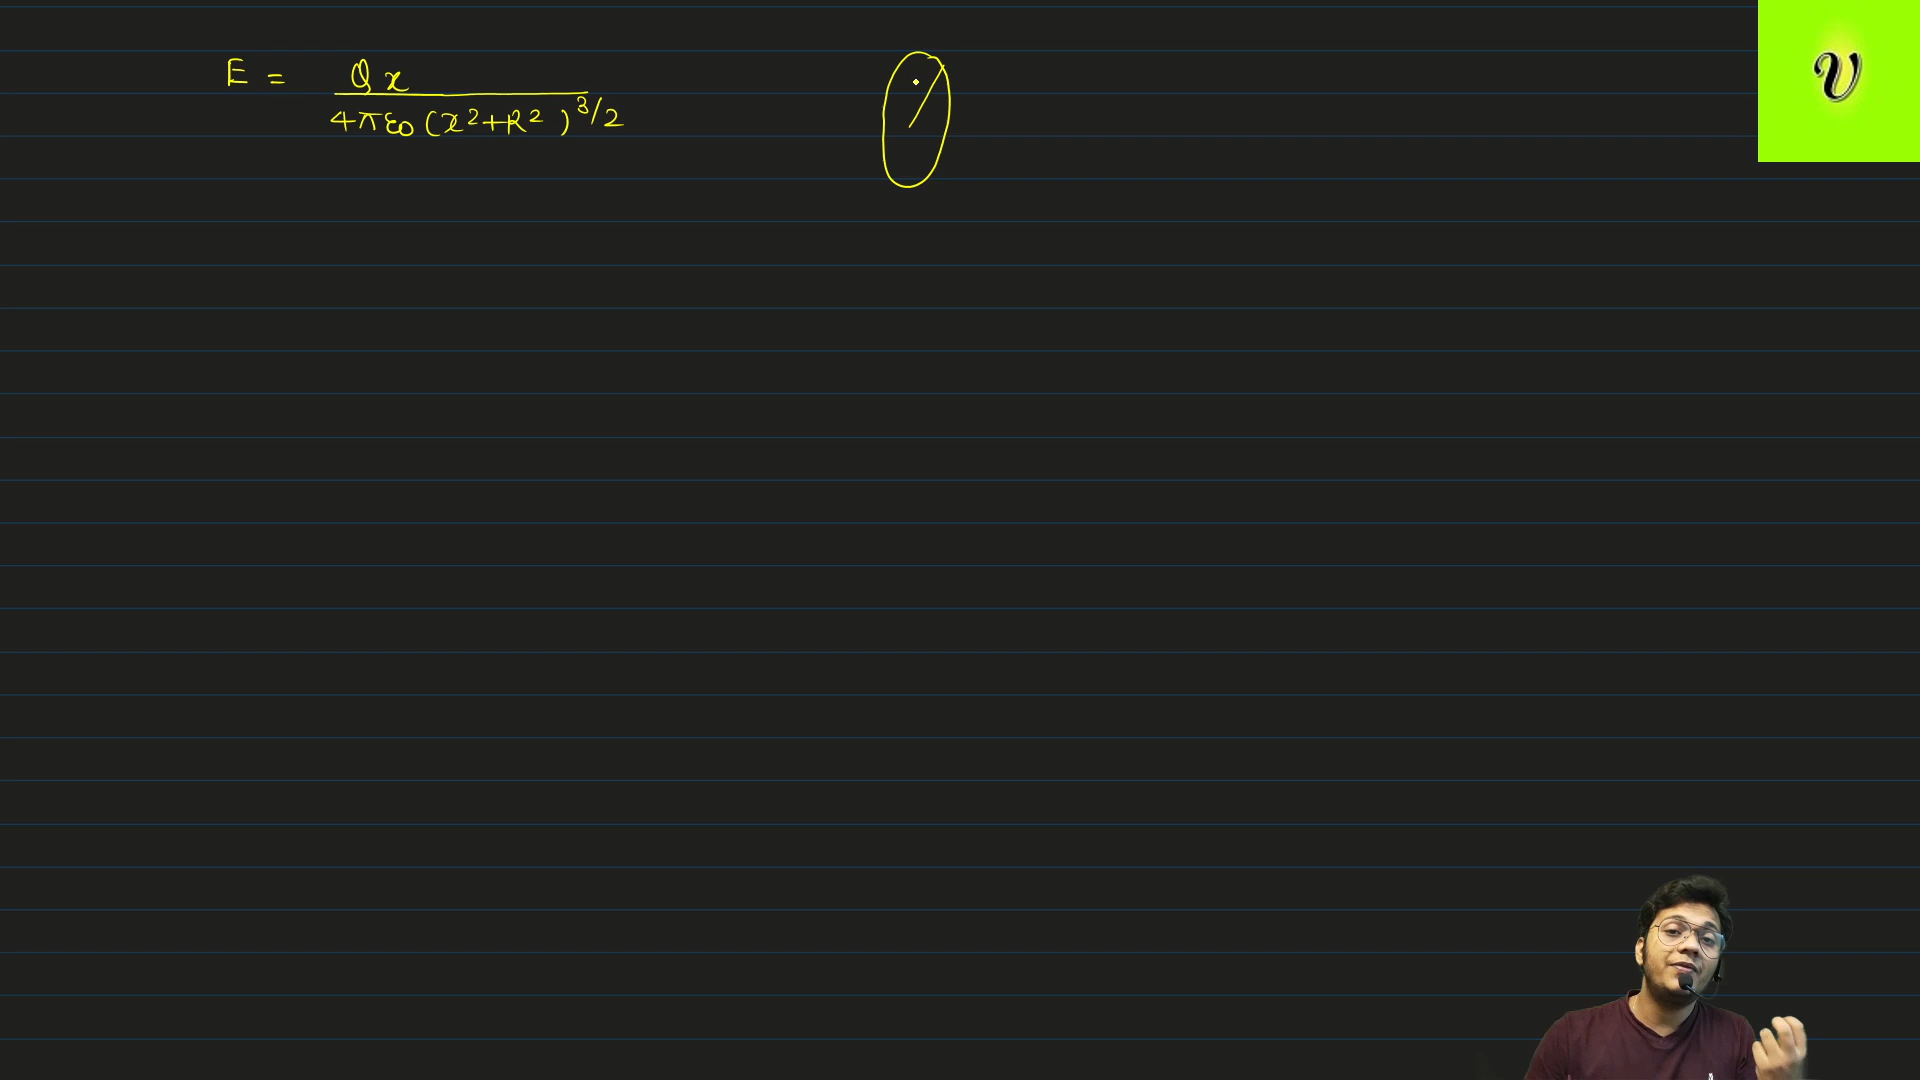 E = Qx
4πε0 (x²+R²)^3/2
υ